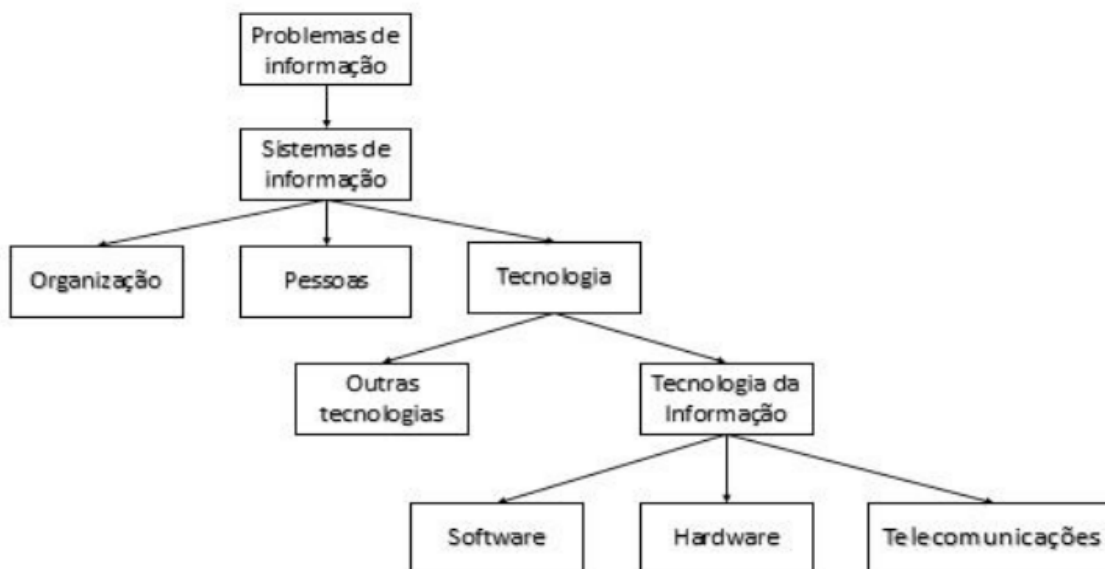 Problemas de
informação
Sistemas de
informação
Organização
Pessoas
Tecnologia
Outras
tecnologias
Tecnologia da
Informação
Software
Hardware
Telecomunicações